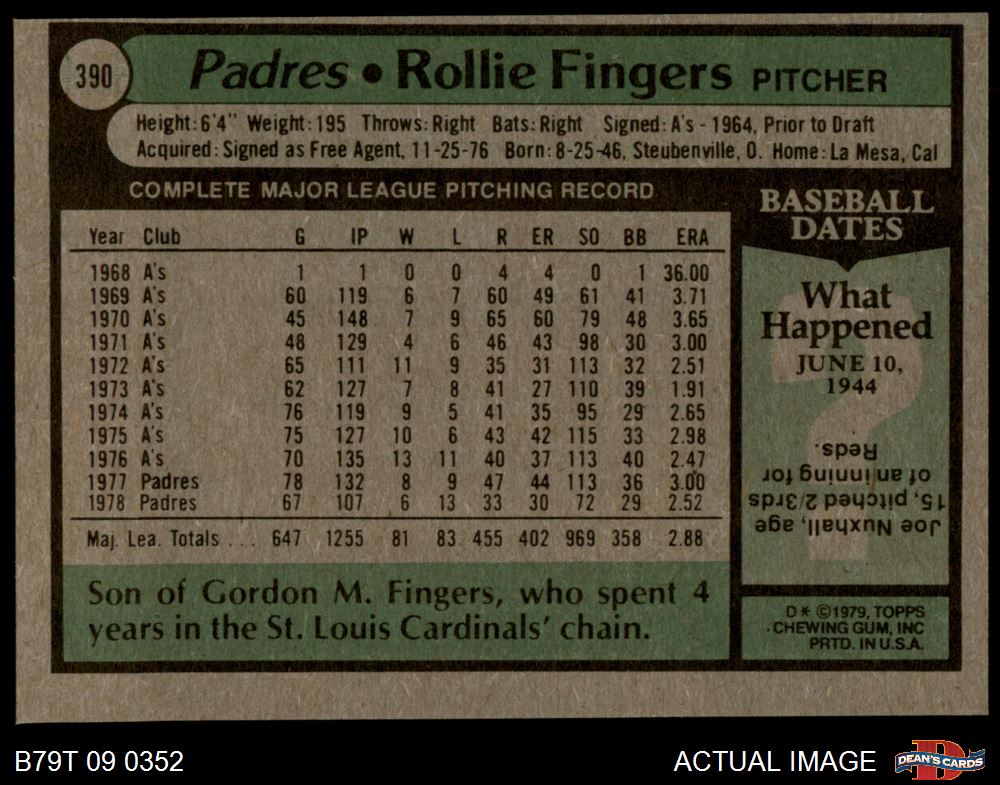 390
Padres • Rollie Fingers PITCHER
Height: 6'4" Weight: 195 Throws: Right Bats: Right Signed: A's - 1964, Prior to Draft
Acquired: Signed as Free Agent, 11-25-76 Born: 8-25-46, Steubenville, O. Home: La Mesa, Cal
COMPLETE MAJOR LEAGUE PITCHING RECORD
Year Club G IP W L R ER SO BB ERA
1968 A's 1 1 0 0 4 4 0 1 36.00
1969 A's 60 119 6 7 60 49 61 41 3.71
1970 A's 45 148 7 9 65 60 79 48 3.65
1971 A's 48 129 4 6 46 43 98 30 3.00
1972 A's 65 111 11 9 35 31 113 32 2.51
1973 A's 62 127 7 8 41 27 110 39 1.91
1974 A's 76 119 9 5 41 35 95 29 2.65
1975 A's 75 127 10 6 43 42 115 33 2.98
1976 A's 70 135 13 11 40 37 113 40 2.47
1977 Padres 78 132 8 9 47 44 113 36 3.00
1978 Padres 67 107 6 13 33 30 72 29 2.52
Maj. Lea. Totals ... 647 1255 81 83 455 402 969 358 2.88
Son of Gordon M. Fingers, who spent 4
years in the St. Louis Cardinals' chain.
BASEBALL
DATES
What
Happened
JUNE 10,
1944
?
Joe Nuxhall, age
15, pitched 2/3rds
of an inning for
Reds.
D* ©1979, TOPPS
CHEWING GUM, INC
PRTD. IN U.S.A.
B79T 09 0352
ACTUAL IMAGE
D
DEAN'S CARDS